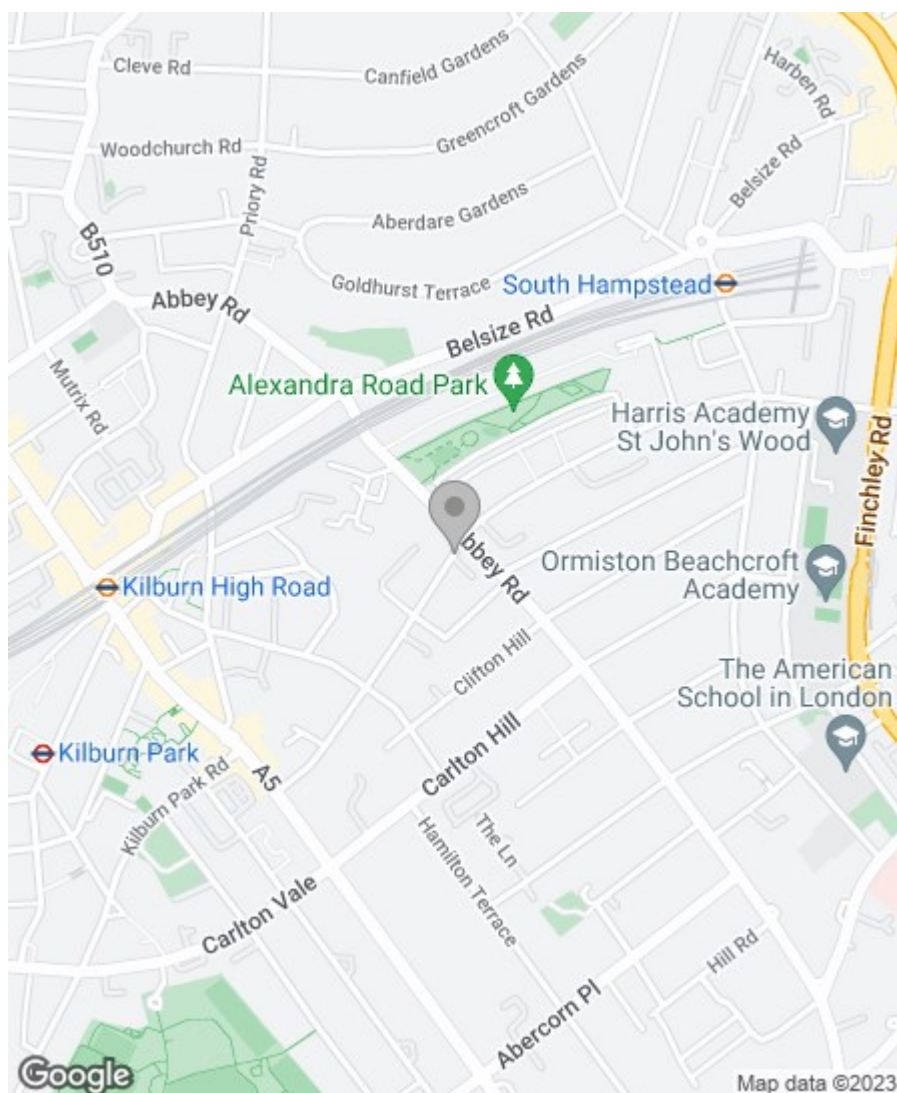 Cleve Rd
Canfield Gardens
Harben Rd
Greencroft Gardens
Woodchurch Rd
Priory Rd
Belsize Rd
Aberdare Gardens
B510
Goldhurst Terrace
South Hampstead
Abbey Rd
Belsize Rd
Mutrix Rd
Alexandra Road Park
Harris Academy
St John's Wood
Finchley Rd
Abbey Rd
Ormiston Beachcroft
Academy
Kilburn High Road
Clifton Hill
The American
School in London
Kilburn Park
Carlton Hill
A5
Kilburn Park Rd
The Ln
Hamilton Terrace
Carlton Vale
Hill Rd
Abercorn Pl
Google
Map data ©2023